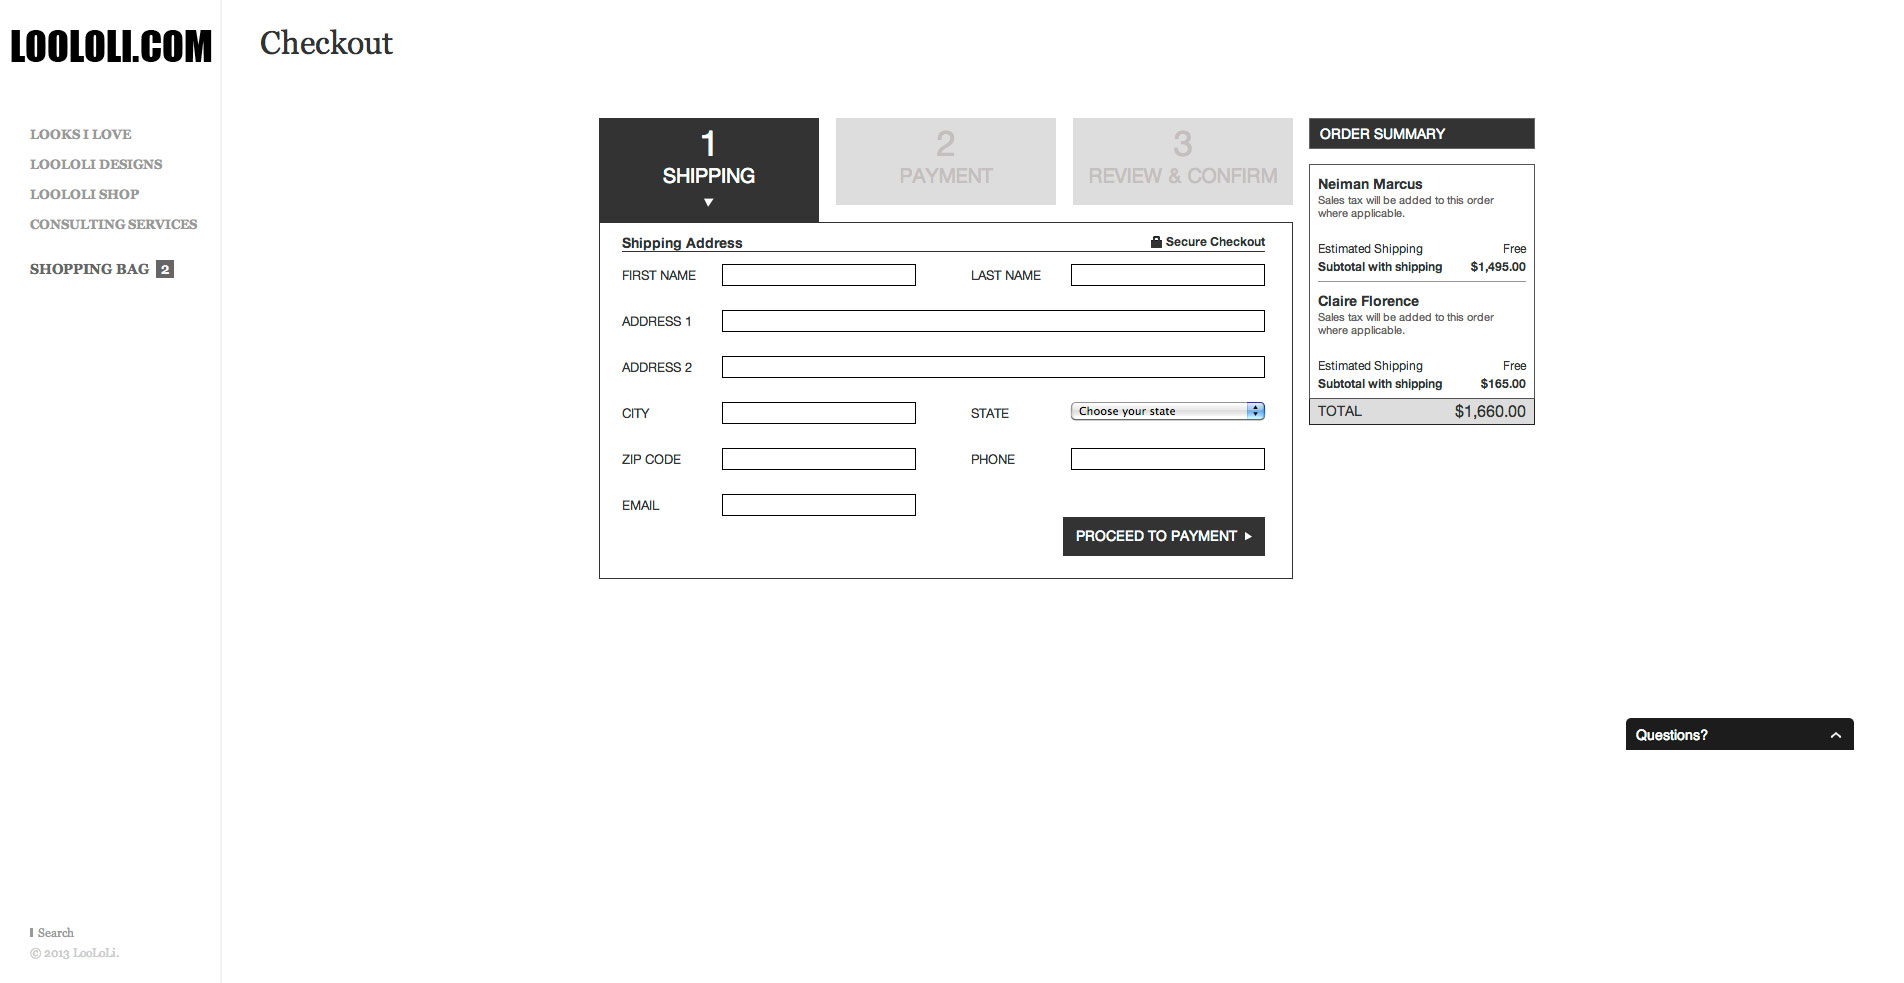 LOOLOLI.COM
Checkout
LOOKS I LOVE
LOOLOLI DESIGNS
LOOLOLI SHOP
CONSULTING SERVICES
SHOPPING BAG 2
1
SHIPPING
2
PAYMENT
3
REVIEW & CONFIRM
Shipping Address
Secure Checkout
FIRST NAME
LAST NAME
ADDRESS 1
ADDRESS 2
CITY
STATE
Choose your state
ZIP CODE
PHONE
EMAIL
PROCEED TO PAYMENT
ORDER SUMMARY
Neiman Marcus
Sales tax will be added to this order
where applicable.
Estimated Shipping Free
Subtotal with shipping $1,495.00
Claire Florence
Sales tax will be added to this order
where applicable.
Estimated Shipping Free
Subtotal with shipping $165.00
TOTAL $1,660.00
Questions?
Search
© 2013 LooLoLi.